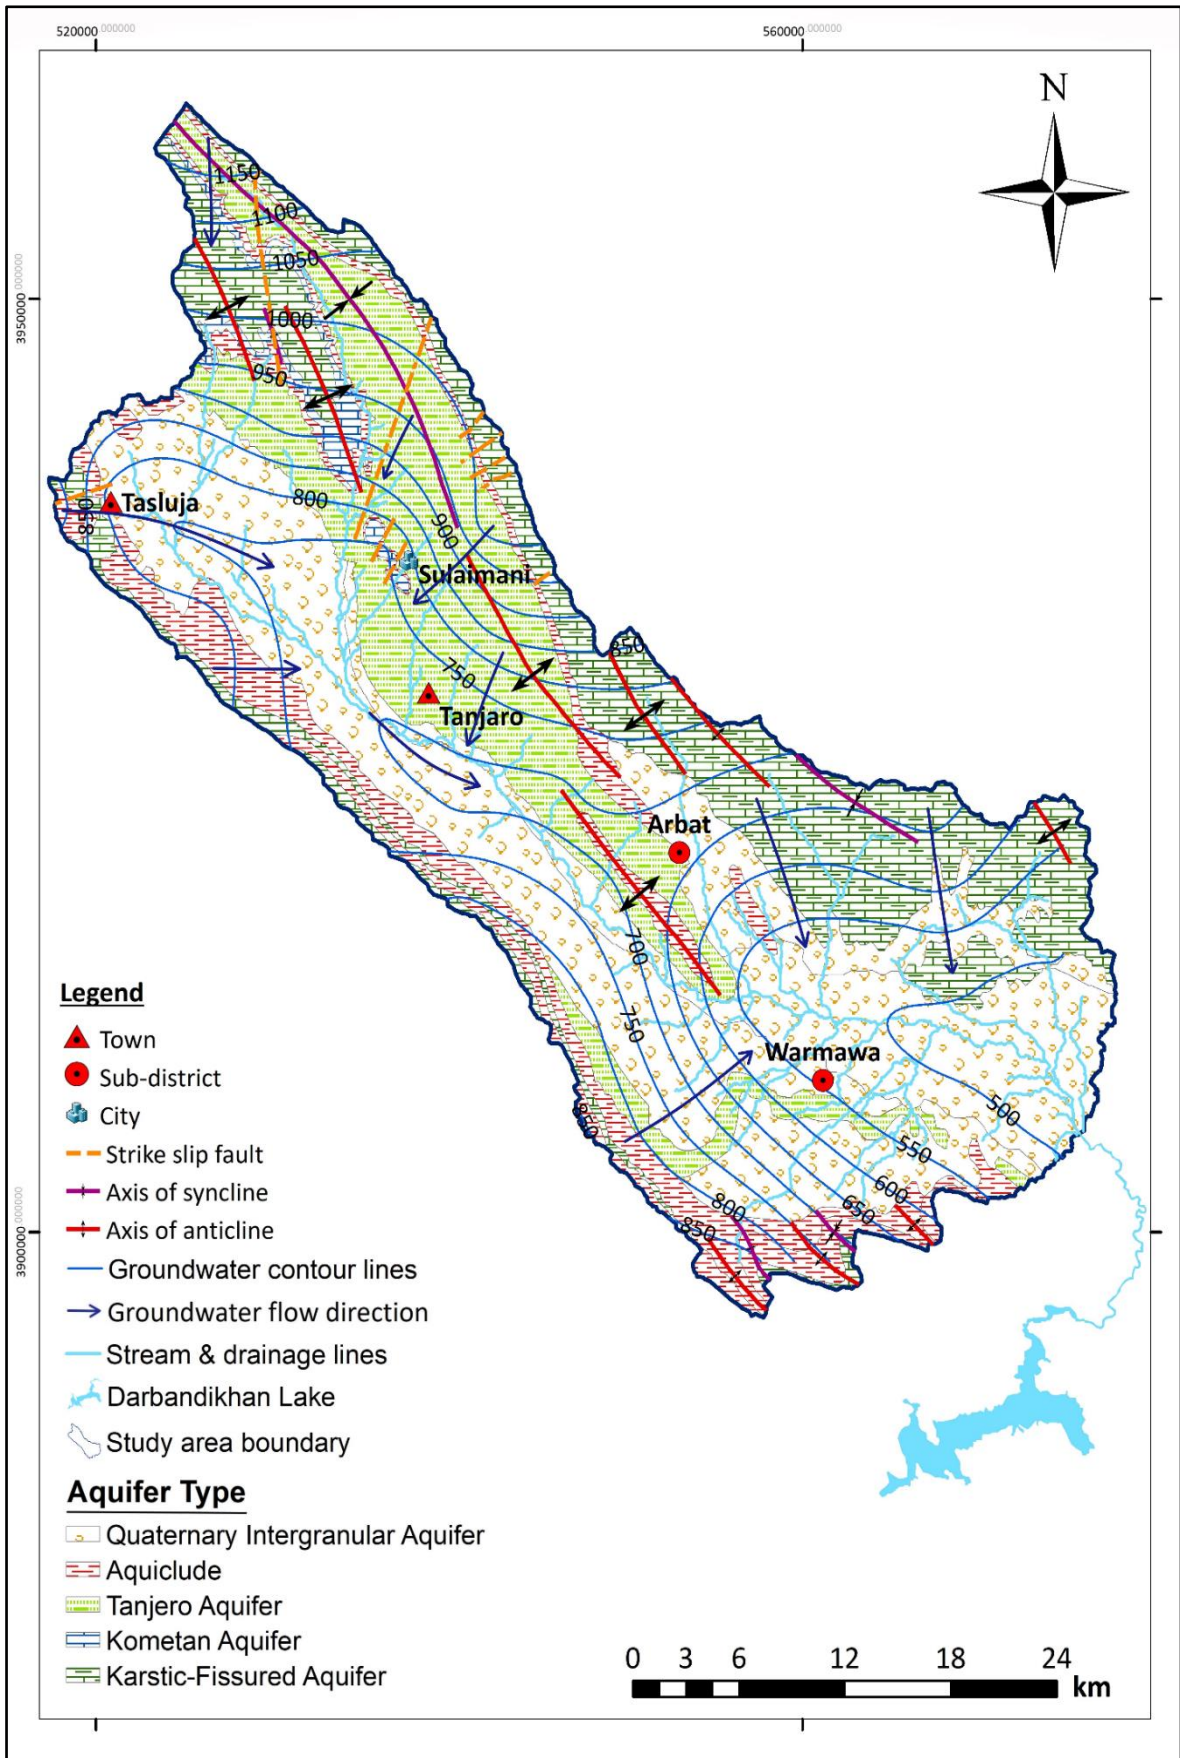 520000.000000
560000.000000
N
1150
1100
1050
3950000.000000
1000
950
800
Tasluja
850
900
Sulaimani
850
750
Tanjaro
Arbat
700
750
Warmawa
500
850
550
600
800
650
850
3900000.000000
Legend
Town
Sub-district
City
Strike slip fault
Axis of syncline
Axis of anticline
Groundwater contour lines
Groundwater flow direction
Stream & drainage lines
Darbandikhan Lake
Study area boundary
Aquifer Type
Quaternary Intergranular Aquifer
Aquiclude
Tanjero Aquifer
Kometan Aquifer
Karstic-Fissured Aquifer
0 3 6 12 18 24
km